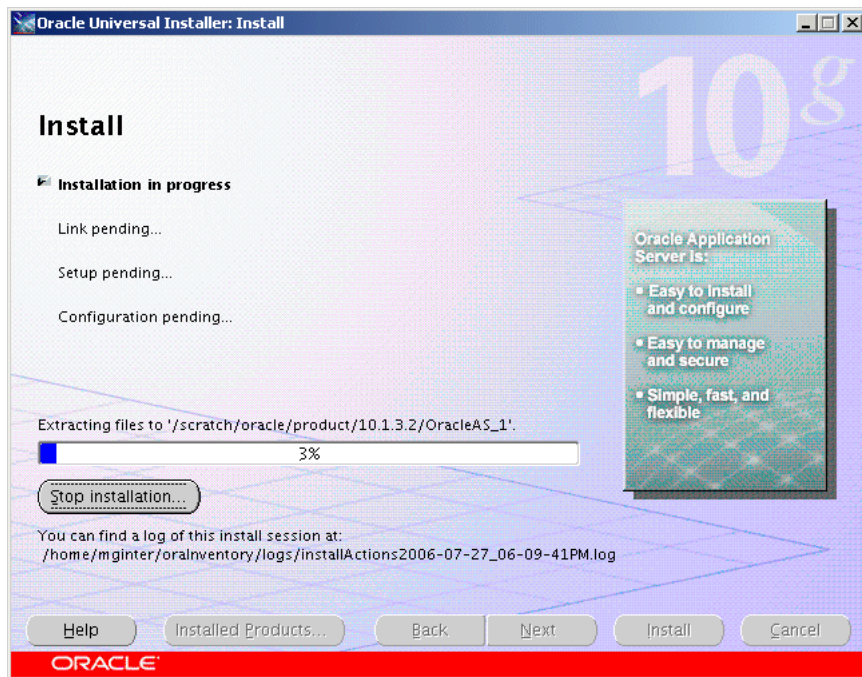 Oracle Universal Installer: Install
10g
Install
Installation in progress
Link pending...
Setup pending...
Configuration pending...
Oracle Application
Server is:
Easy to install
and configure
Easy to manage
and secure
Simple, fast, and
flexible
Extracting files to '/scratch/oracle/product/10.1.3.2/OracleAS_1'.
3%
Stop installation...
You can find a log of this install session at:
/home/mginter/oraInventory/logs/installActions2006-07-27_06-09-41PM.log
Help
Installed Products...
Back
Next
Install
Cancel
ORACLE